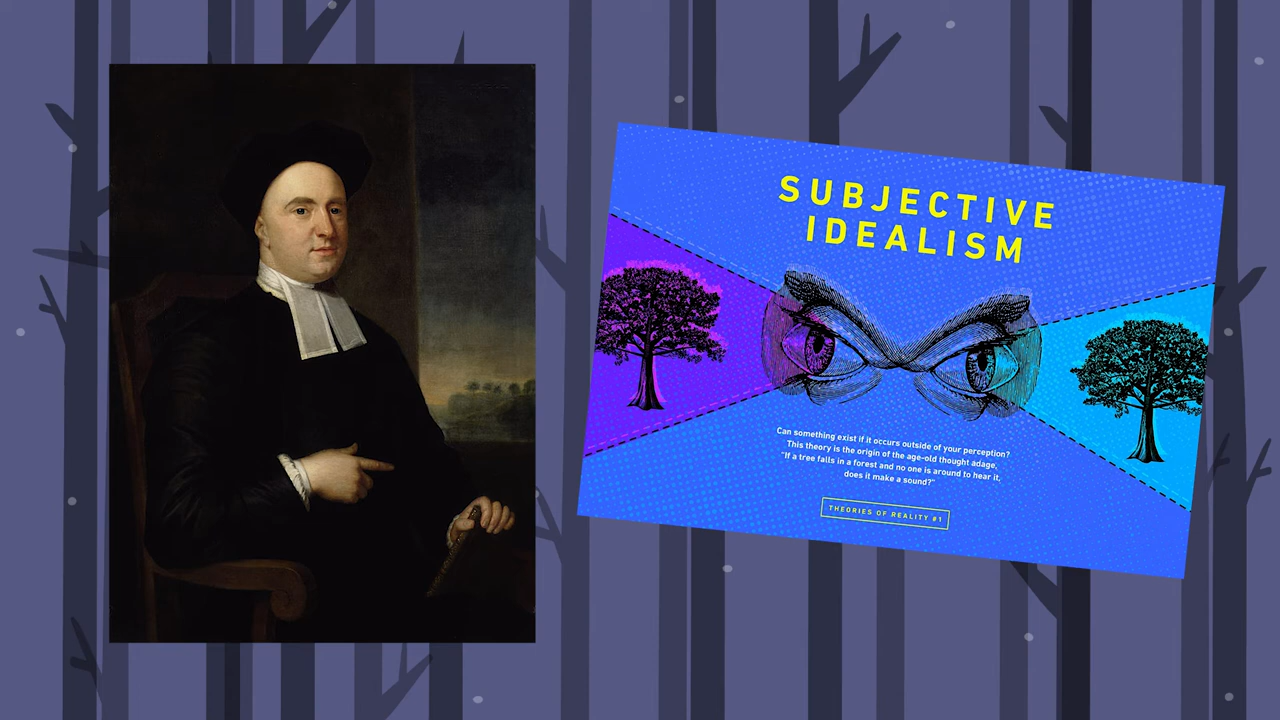 SUBJECTIVE
IDEALISM
Can something exist if it occurs outside of your perception?
This theory is the origin of the age-old thought adage,
"If a tree falls in a forest and no one is around to hear it,
does it make a sound?"
THEORIES OF REALITY #1